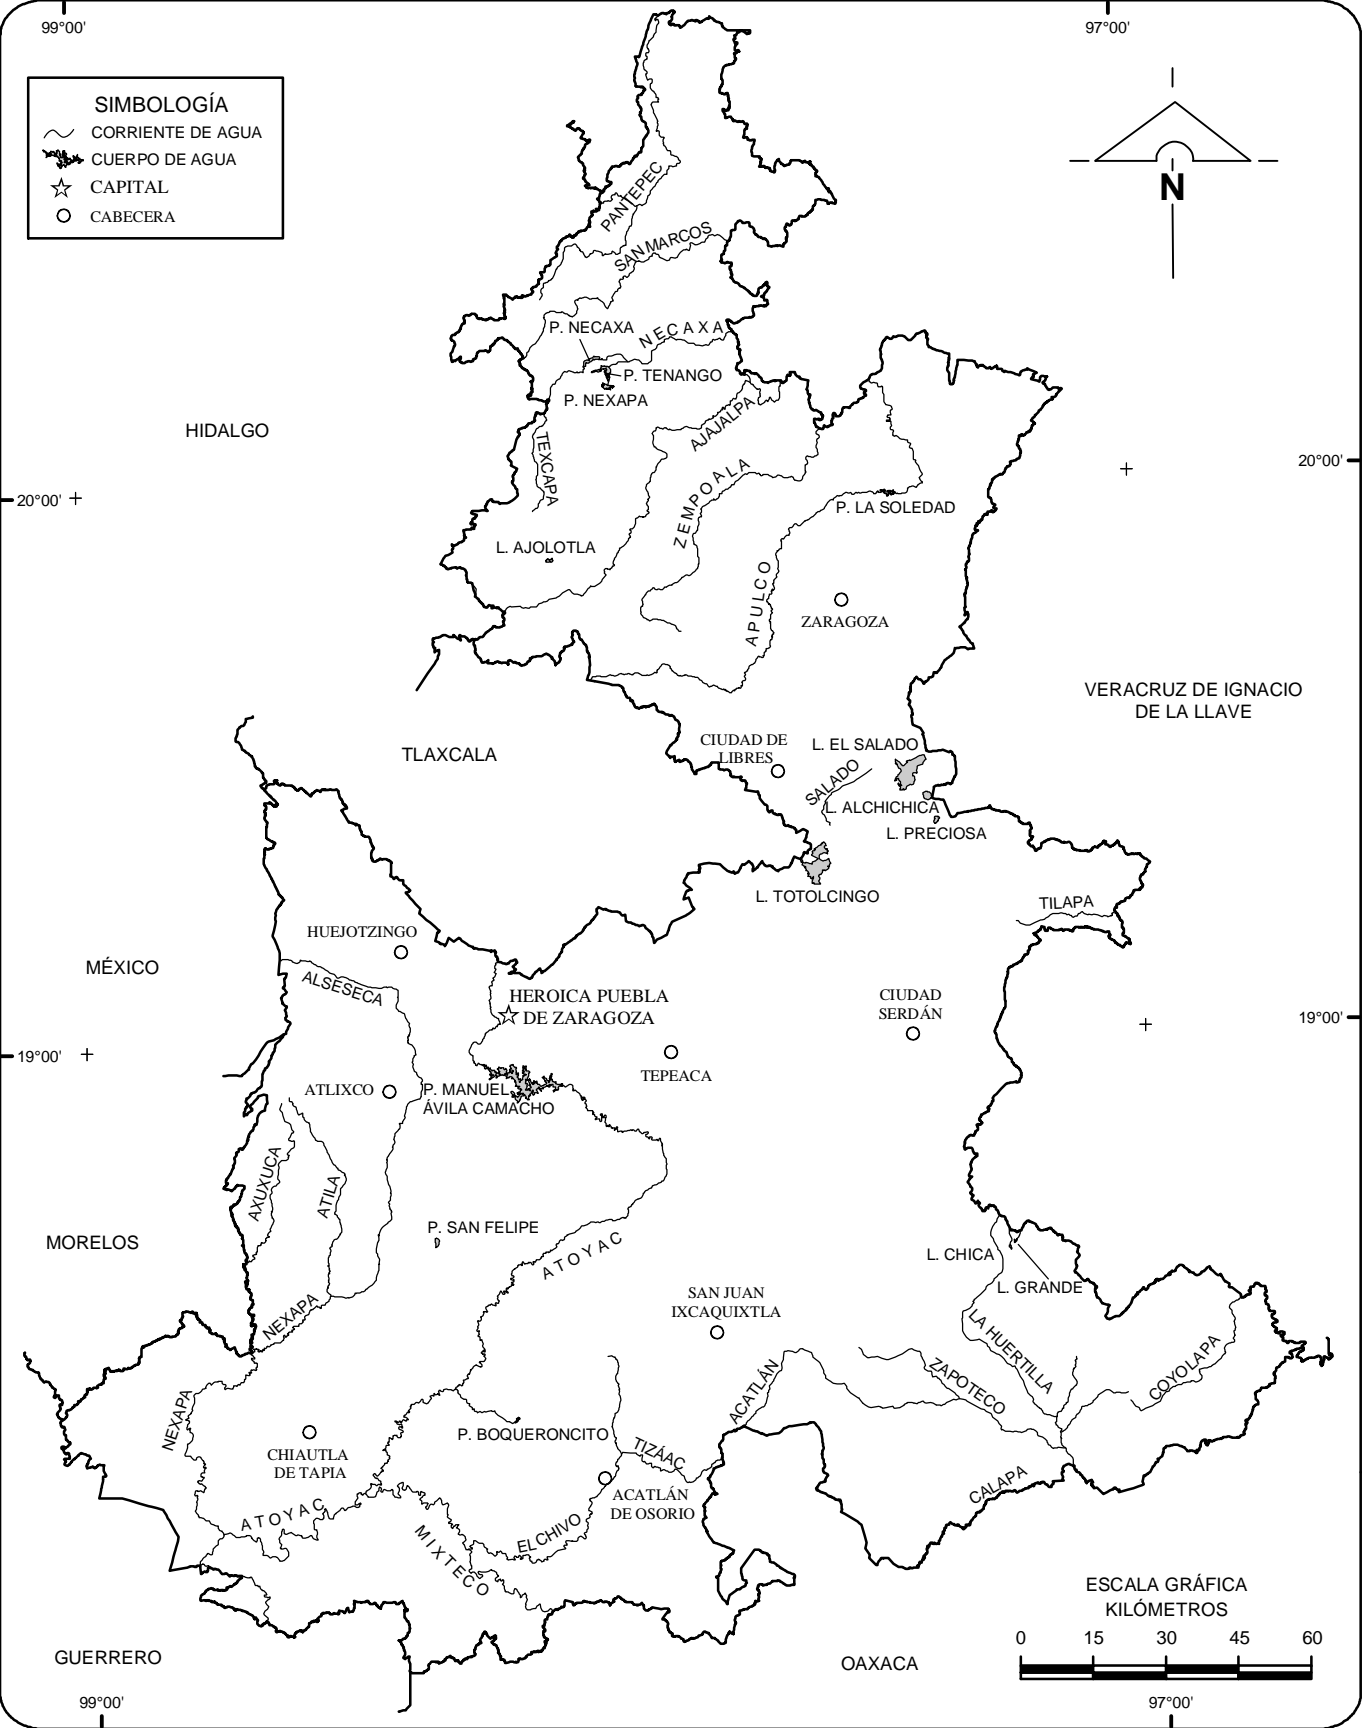 99°00'
97°00'
SIMBOLOGÍA
CORRIENTE DE AGUA
CUERPO DE AGUA
CAPITAL
CABECERA
N
PANTEPEC
SAN MARCOS
P. NECAXA
NECAXA
P. TENANGO
P. NEXAPA
AJAJALPA
HIDALGO
TEXCAPA
ZEMPOALA
20°00'
20°00'
P. LA SOLEDAD
L. AJOLOTLA
APULCO
ZARAGOZA
VERACRUZ DE IGNACIO
DE LA LLAVE
TLAXCALA
CIUDAD DE
LIBRES
L. EL SALADO
SALADO
L. ALCHICHICA
L. PRECIOSA
L. TOTOLCINGO
TILAPA
HUEJOTZINGO
MÉXICO
ALSESECA
HEROICA PUEBLA
DE ZARAGOZA
CIUDAD
SERDÁN
19°00'
19°00'
TEPEACA
ATLIXCO
P. MANUEL
ÁVILA CAMACHO
AXUXUCA
ATILA
P. SAN FELIPE
MORELOS
ATOYAC
L. CHICA
L. GRANDE
SAN JUAN
IXCAQUIXTLA
NEXAPA
LA HUERTILLA
COYOLAPA
ZAPOTECO
ACATLÁN
NEXAPA
P. BOQUERONCITO
CHIAUTLA
DE TAPIA
TIZÁAC
CALAPA
ACATLÁN
DE OSORIO
ATOYAC
MIXTECO
EL CHIVO
ESCALA GRÁFICA
KILÓMETROS
0 15 30 45 60
GUERRERO
OAXACA
99°00'
97°00'